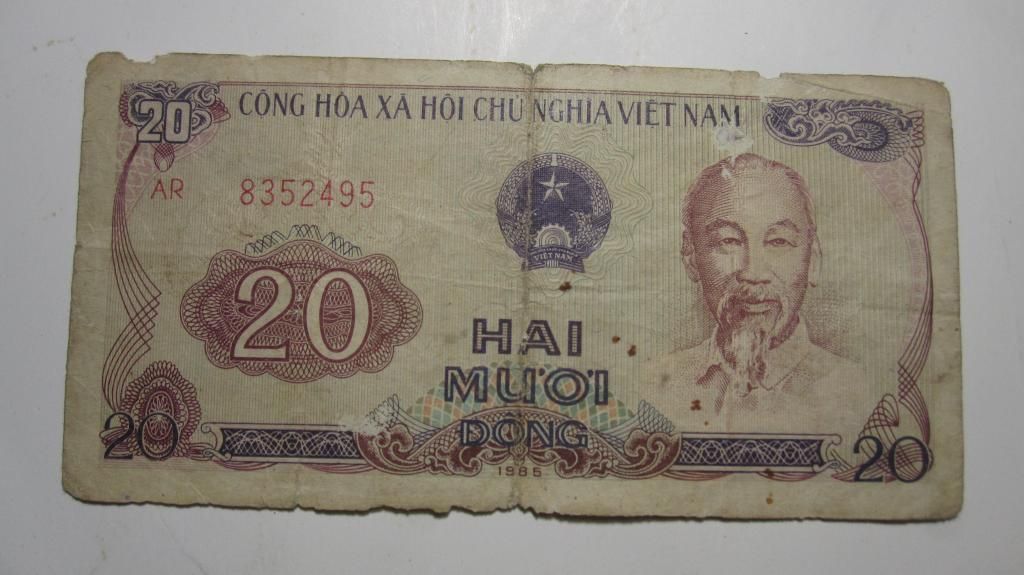 CỘNG HÒA XÃ HỘI CHỦ NGHĨA VIỆT NAM
20
AR 8352495
VIỆT NAM
20
HAI
MƯƠI
ĐỒNG
20
20
1985